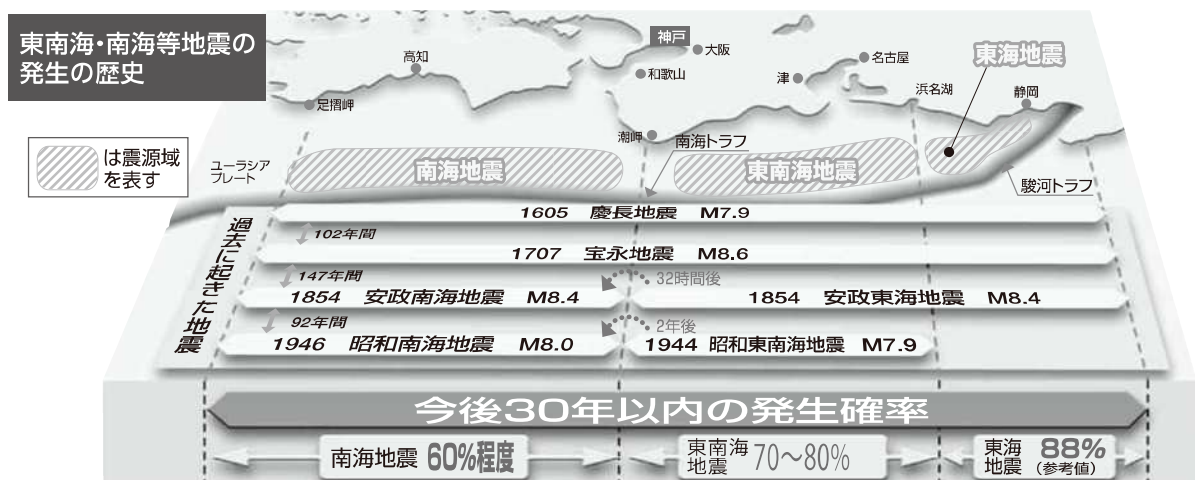 東南海・南海等地震の
発生の歴史
は震源域
を表す
高知
足摺岬
神戸
大阪
和歌山
潮岬
津
名古屋
浜名湖
静岡
東海地震
南海トラフ
駿河トラフ
ユーラシア
プレート
南海地震
東南海地震
過去に起きた地震
1605 慶長地震 M7.9
102年間
1707 宝永地震 M8.6
147年間
32時間後
1854 安政南海地震 M8.4
1854 安政東海地震 M8.4
92年間
2年後
1946 昭和南海地震 M8.0
1944 昭和東南海地震 M7.9
今後30年以内の発生確率
南海地震 60%程度
東南海
地震 70～80%
東海
地震 88%
(参考値)